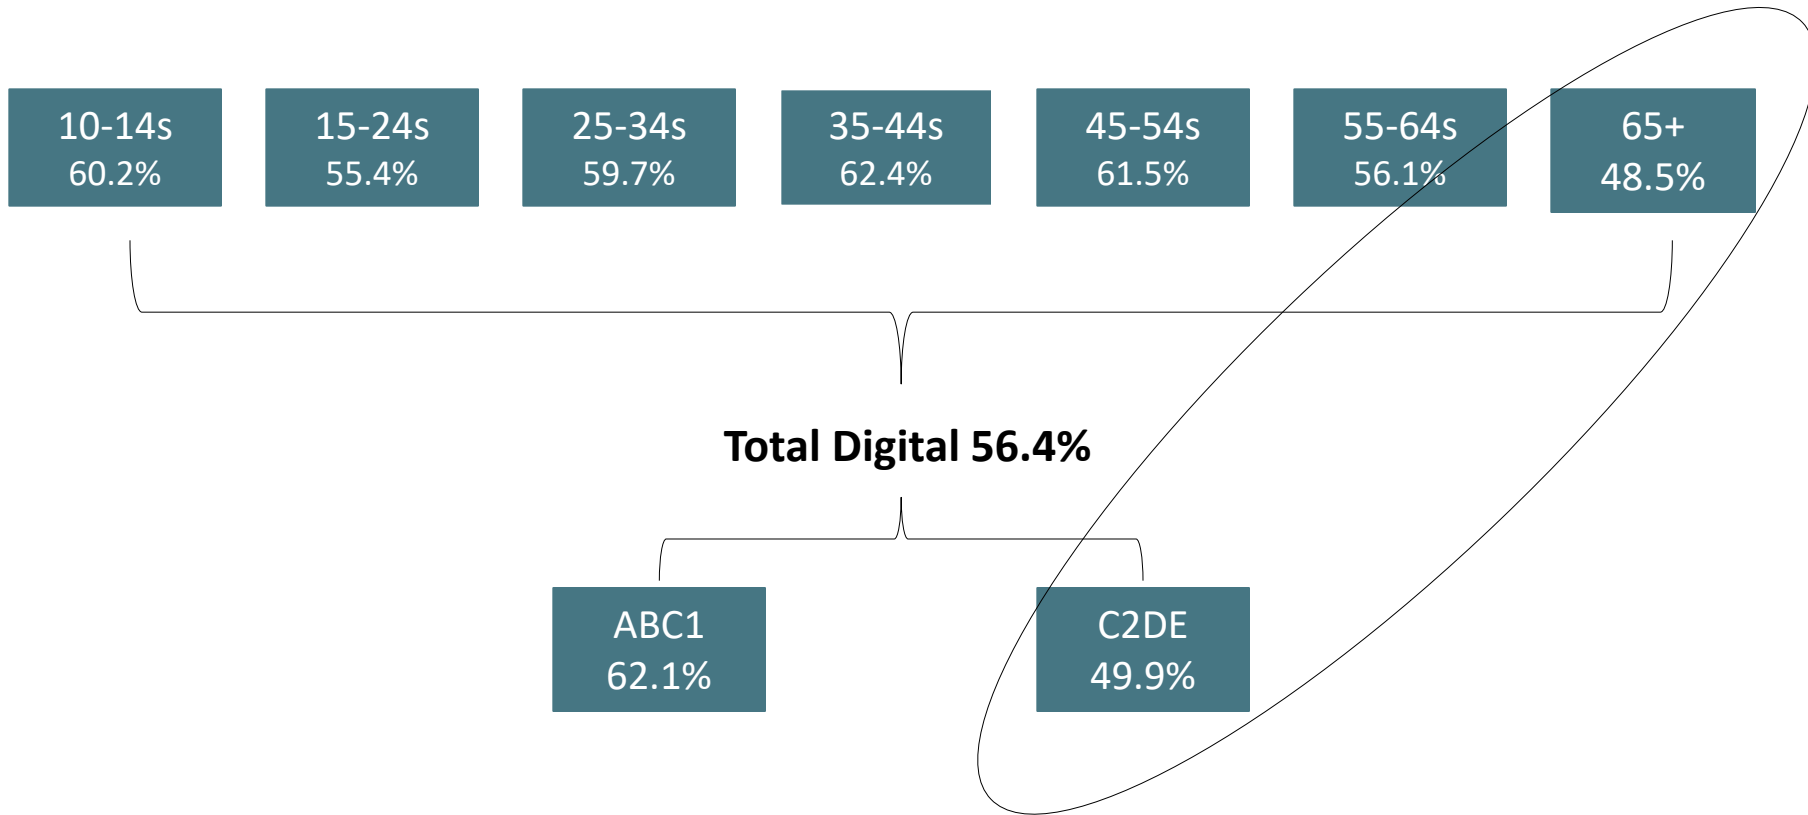 10-14s
60.2%
15-24s
55.4%
25-34s
59.7%
35-44s
62.4%
45-54s
61.5%
55-64s
56.1%
65+
48.5%
Total Digital 56.4%
ABC1
62.1%
C2DE
49.9%